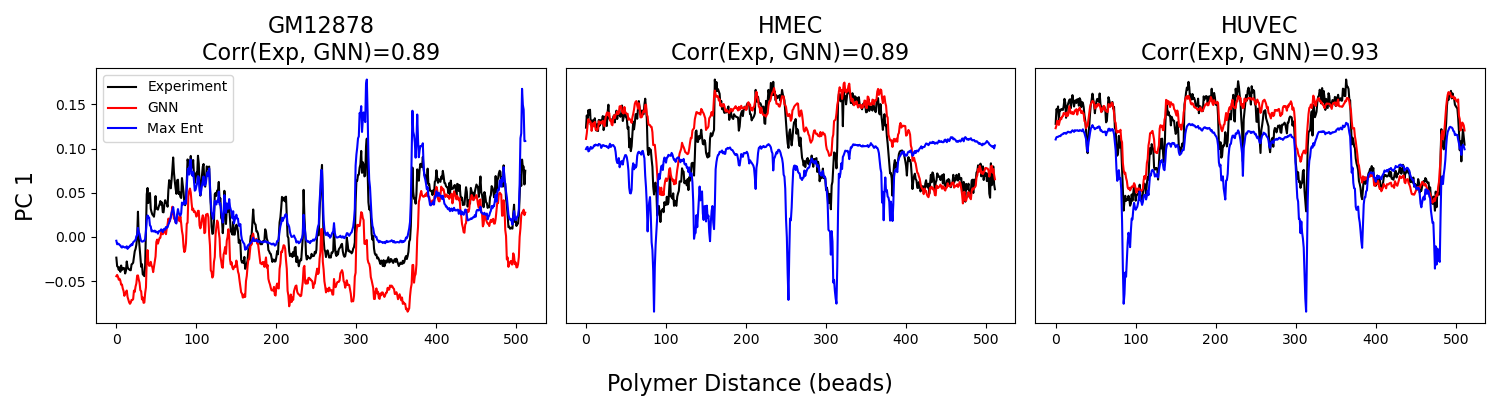 GM12878
Corr(Exp, GNN)=0.89
HMEC
Corr(Exp, GNN)=0.89
HUVEC
Corr(Exp, GNN)=0.93
Experiment
GNN
Max Ent
PC 1
0.15
0.10
0.05
0.00
−0.05
0 100 200 300 400 500
0 100 200 300 400 500
0 100 200 300 400 500
Polymer Distance (beads)